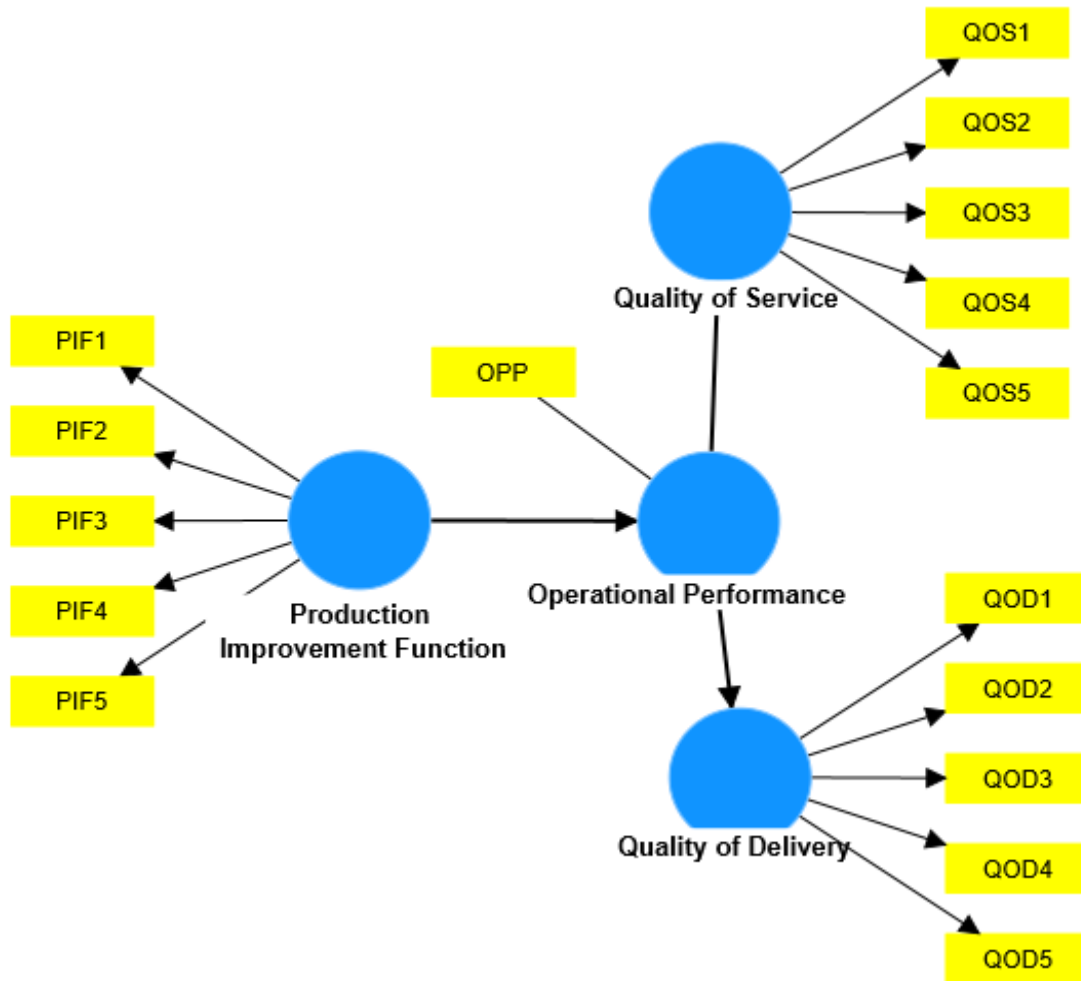 QOS1
QOS2
QOS3
QOS4
QOS5
Quality of Service
PIF1
PIF2
PIF3
PIF4
PIF5
OPP
Production
Improvement Function
Operational Performance
QOD1
QOD2
QOD3
QOD4
QOD5
Quality of Delivery